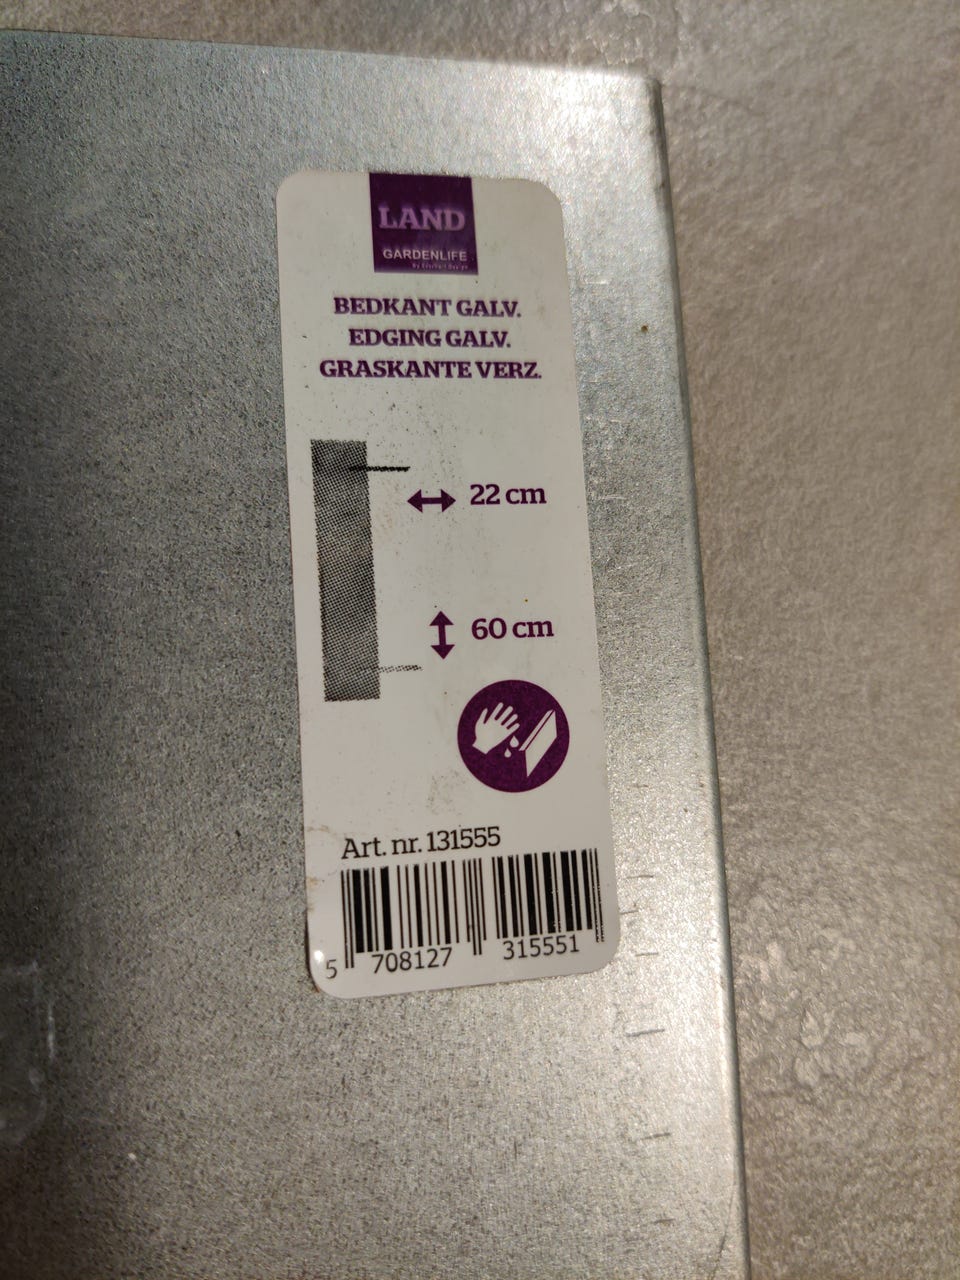 LAND
GARDENLIFE
BEDKANT GALV.
EDGING GALV.
GRASKANTE VERZ.
22 cm
60 cm
Art. nr. 131555
5 708127 315551